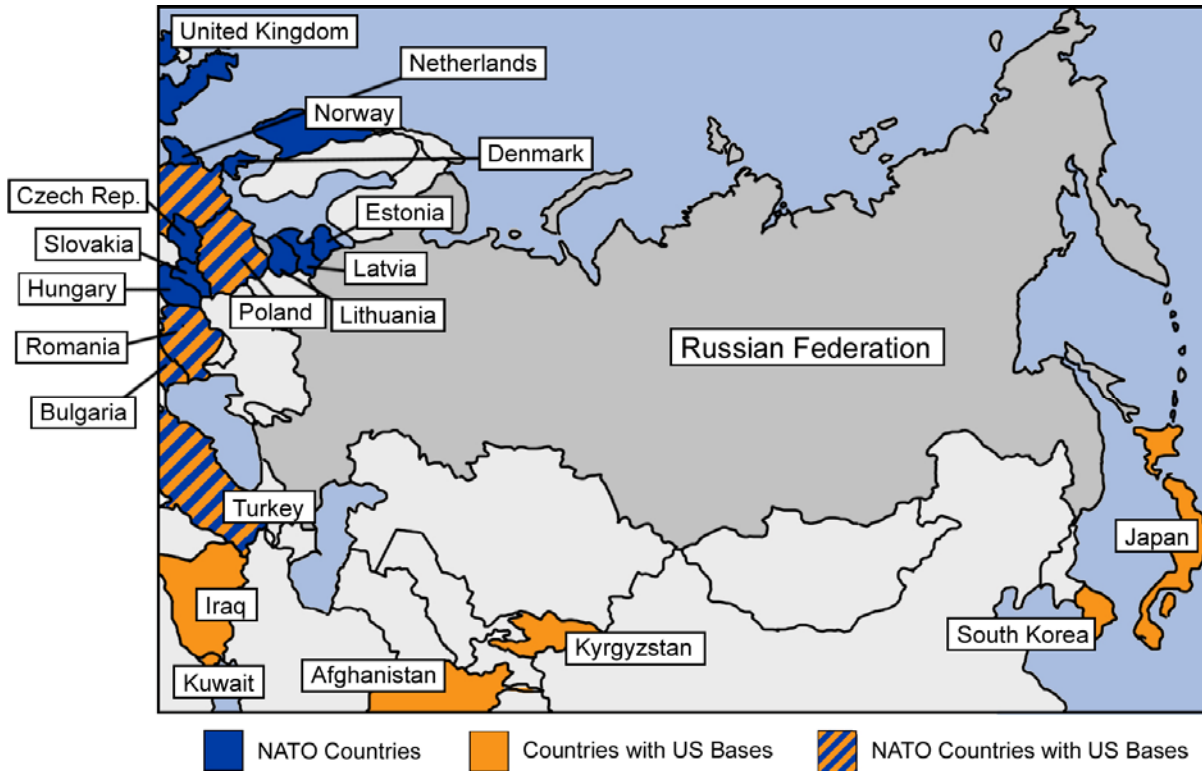 United Kingdom
Netherlands
Norway
Denmark
Czech Rep.
Estonia
Slovakia
Latvia
Hungary
Poland
Lithuania
Romania
Russian Federation
Bulgaria
Turkey
Japan
Iraq
South Korea
Kyrgyzstan
Afghanistan
Kuwait
NATO Countries
Countries with US Bases
NATO Countries with US Bases